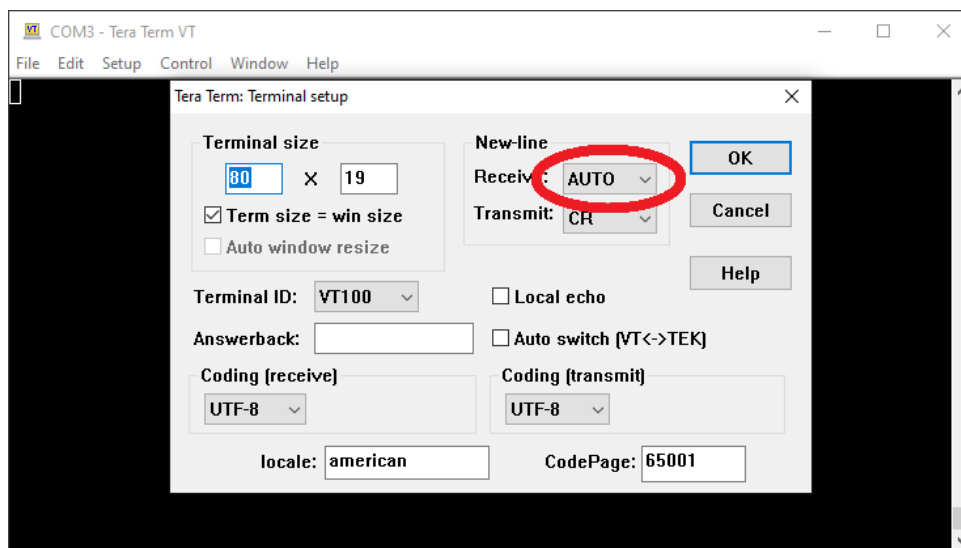 COM3 - Tera Term VT
File Edit Setup Control Window Help
Tera Term: Terminal setup
Terminal size
80 X 19
Term size = win size
Auto window resize
New-line
Receive: AUTO
Transmit: CR
OK
Cancel
Help
Terminal ID: VT100
Local echo
Answerback:
Auto switch (VT<->TEK)
Coding (receive)
UTF-8
Coding (transmit)
UTF-8
locale: american
CodePage: 65001